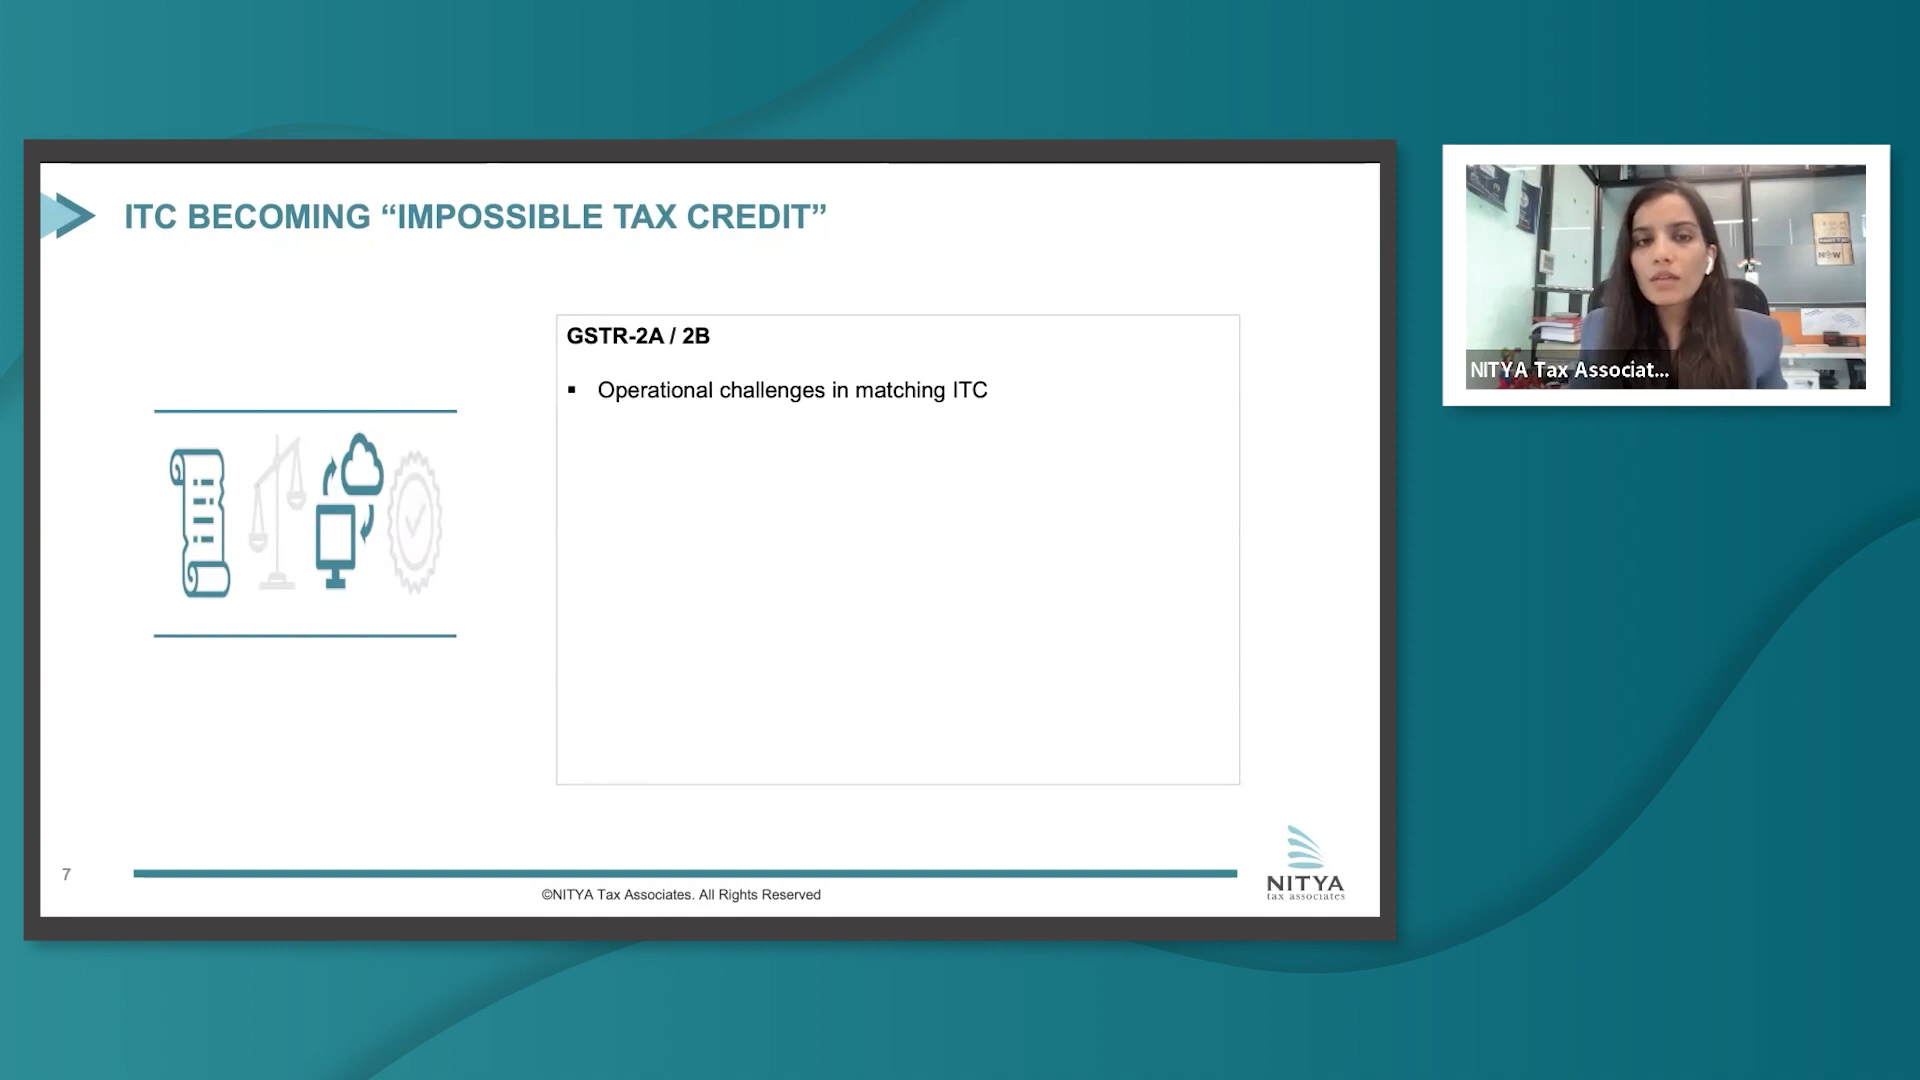 ITC BECOMING “IMPOSSIBLE TAX CREDIT”
GSTR-2A / 2B
▪ Operational challenges in matching ITC
7
©NITYA Tax Associates. All Rights Reserved
NITYA
tax associates
NITYA Tax Associat...
NOW